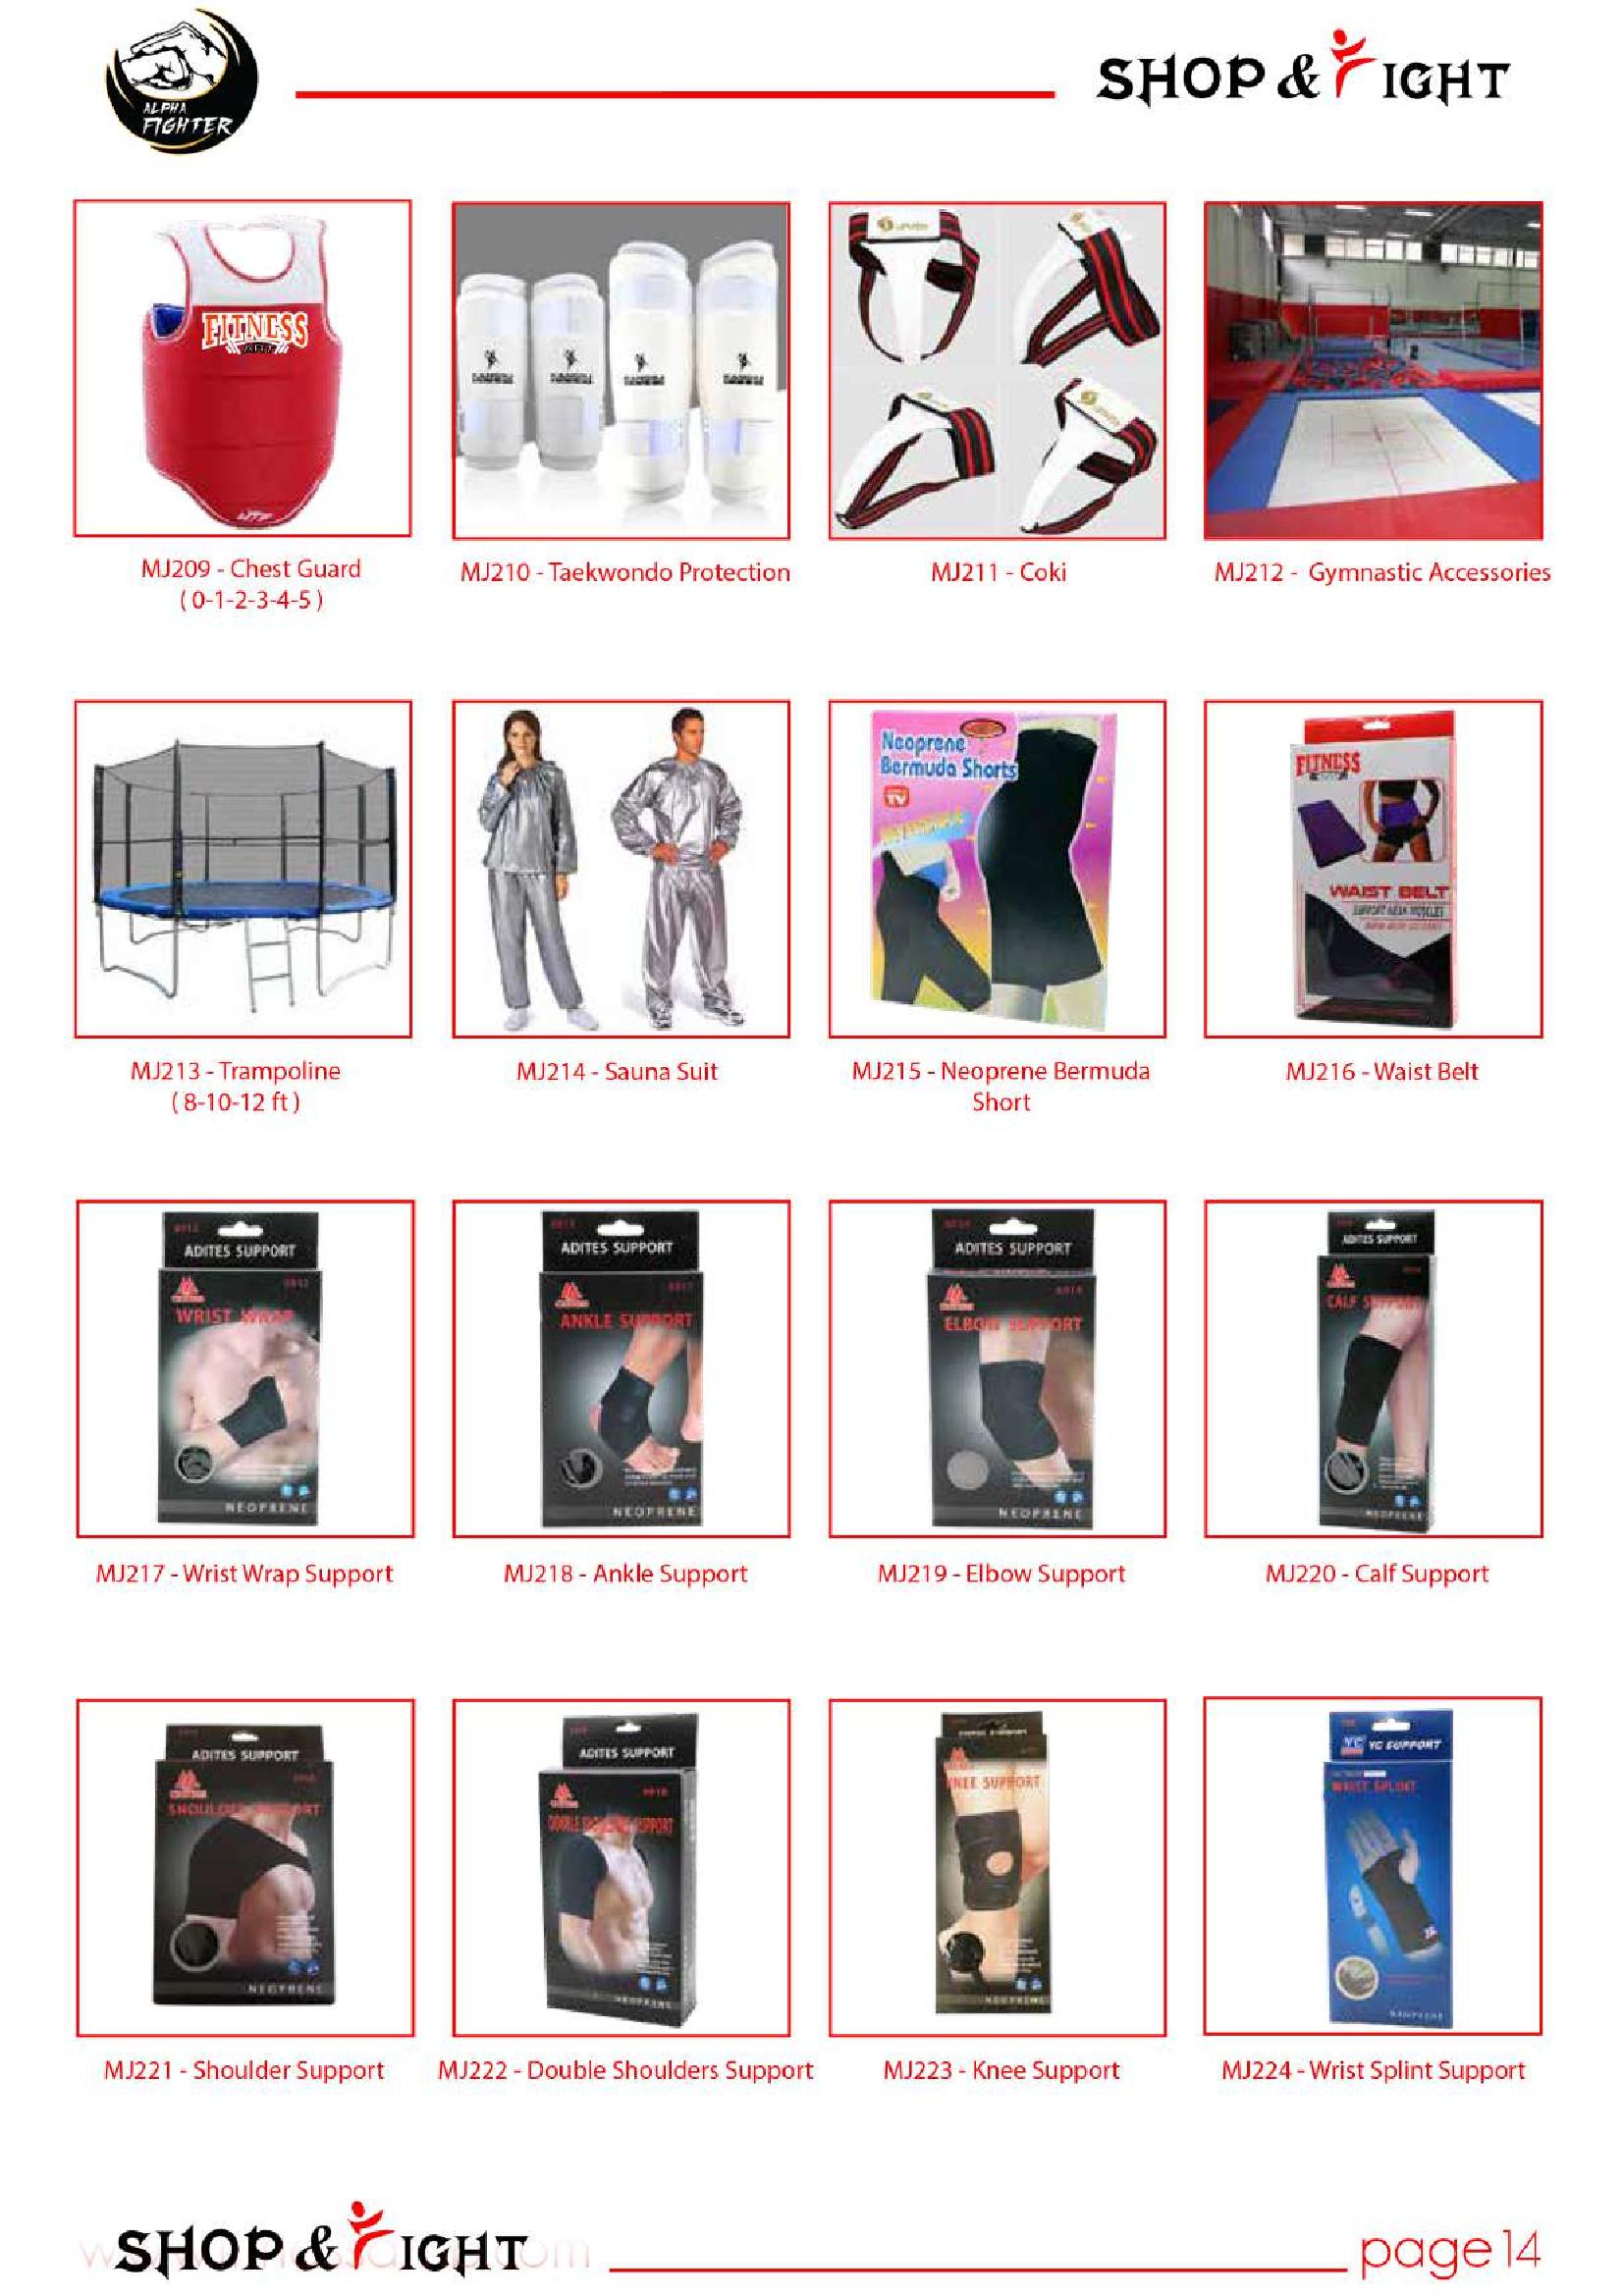 ALPHA
FIGHTER
SHOP & FIGHT
FITNESS
MJ209 - Chest Guard
( 0-1-2-3-4-5 )
MJ210 - Taekwondo Protection
MJ211 - Coki
MJ212 - Gymnastic Accessories
Neoprene
Bermuda Shorts
TV
FITNESS
WAIST BELT
MJ213 - Trampoline
( 8-10-12 ft )
MJ214 - Sauna Suit
MJ215 - Neoprene Bermuda
Short
MJ216 - Waist Belt
ADITES SUPPORT
WRIST WRAP
NEOPRENE
ADITES SUPPORT
ANKLE SUPPORT
NEOPRENE
ADITES SUPPORT
ELBOW SUPPORT
NEOPRENE
ADITES SUPPORT
CALF SUPPORT
NEOPRENE
MJ217 - Wrist Wrap Support
MJ218 - Ankle Support
MJ219 - Elbow Support
MJ220 - Calf Support
ADITES SUPPORT
SHOULDER SUPPORT
NEOPRENE
ADITES SUPPORT
DOUBLE SHOULDERS SUPPORT
NEOPRENE
KNEE SUPPORT
NEOPRENE
YC YC SUPPORT
WRIST SPLINT
NEOPRENE
MJ221 - Shoulder Support
MJ222 - Double Shoulders Support
MJ223 - Knee Support
MJ224 - Wrist Splint Support
SHOP & FIGHT
page 14